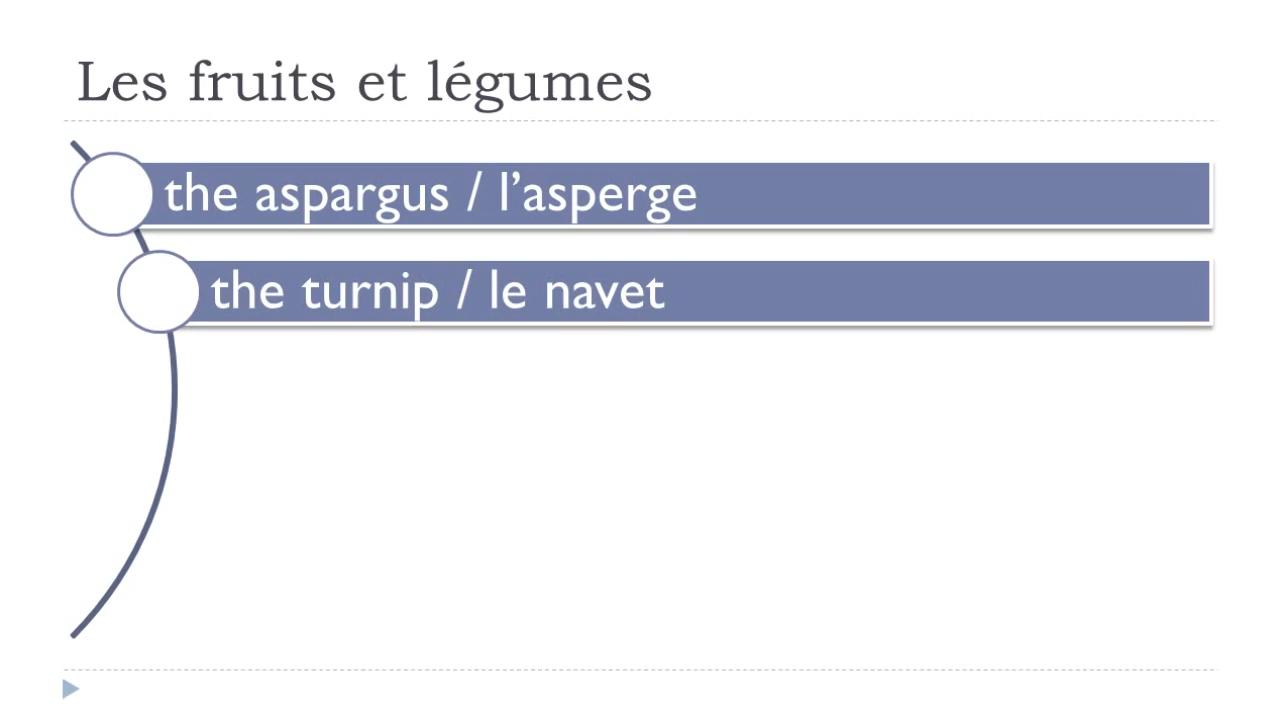 Les fruits et légumes
the aspargus / l’asperge
the turnip / le navet